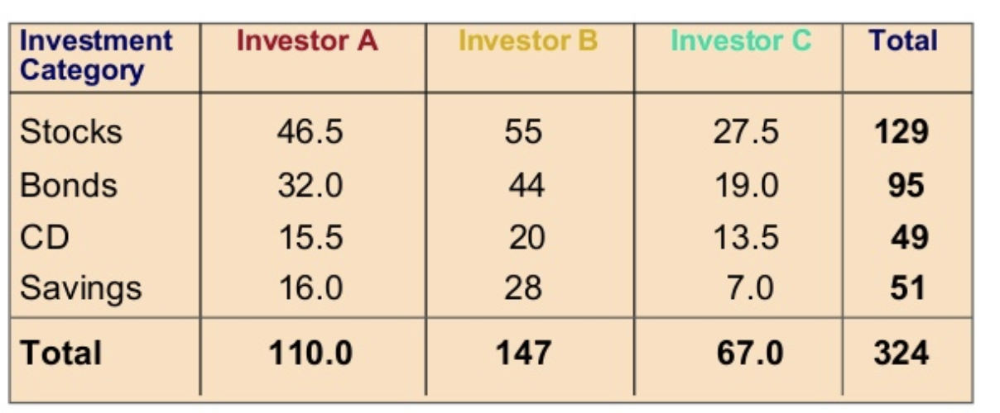 Investment Category Investor A Investor B Investor C Total
Stocks 46.5 55 27.5 129
Bonds 32.0 44 19.0 95
CD 15.5 20 13.5 49
Savings 16.0 28 7.0 51
Total 110.0 147 67.0 324